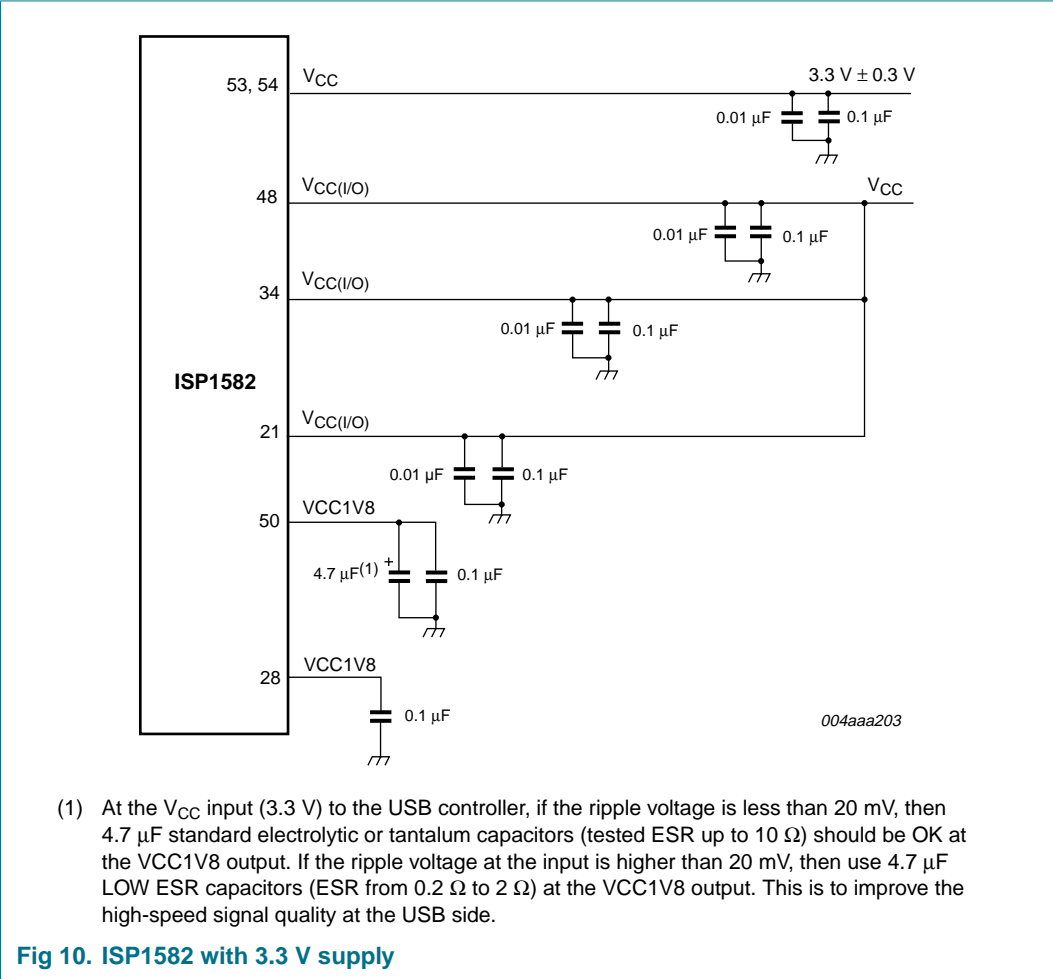 53, 54
VCC
3.3 V ± 0.3 V
0.01 μF
0.1 μF
48
VCC(I/O)
VCC
0.01 μF
0.1 μF
34
VCC(I/O)
0.01 μF
0.1 μF
ISP1582
21
VCC(I/O)
0.01 μF
0.1 μF
50
VCC1V8
4.7 μF(1)
+
0.1 μF
28
VCC1V8
0.1 μF
004aaa203
(1) At the VCC input (3.3 V) to the USB controller, if the ripple voltage is less than 20 mV, then
4.7 μF standard electrolytic or tantalum capacitors (tested ESR up to 10 Ω) should be OK at
the VCC1V8 output. If the ripple voltage at the input is higher than 20 mV, then use 4.7 μF
LOW ESR capacitors (ESR from 0.2 Ω to 2 Ω) at the VCC1V8 output. This is to improve the
high-speed signal quality at the USB side.
Fig 10. ISP1582 with 3.3 V supply